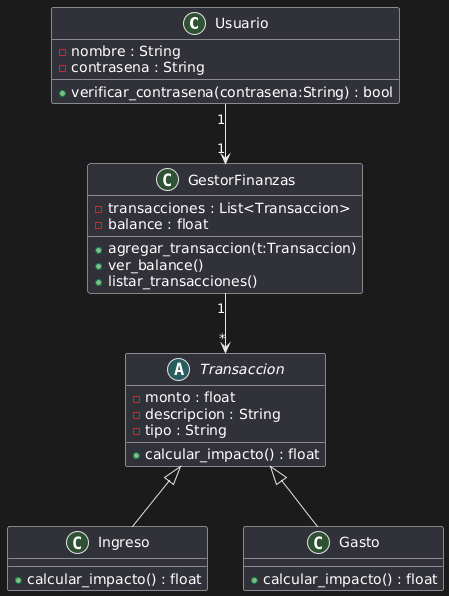 C Usuario
nombre : String
contrasena : String
verificar_contrasena(contrasena:String) : bool
1
1
C GestorFinanzas
transacciones : List<Transaccion>
balance : float
agregar_transaccion(t:Transaccion)
ver_balance()
listar_transacciones()
1
*
A Transaccion
monto : float
descripcion : String
tipo : String
calcular_impacto() : float
C Ingreso
calcular_impacto() : float
C Gasto
calcular_impacto() : float